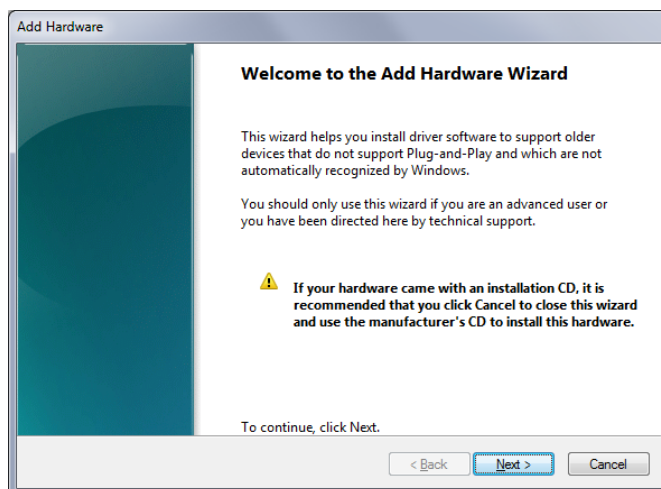 Add Hardware
Welcome to the Add Hardware Wizard
This wizard helps you install driver software to support older
devices that do not support Plug-and-Play and which are not
automatically recognized by Windows.
You should only use this wizard if you are an advanced user or
you have been directed here by technical support.
If your hardware came with an installation CD, it is
recommended that you click Cancel to close this wizard
and use the manufacturer's CD to install this hardware.
To continue, click Next.
< Back Next > Cancel